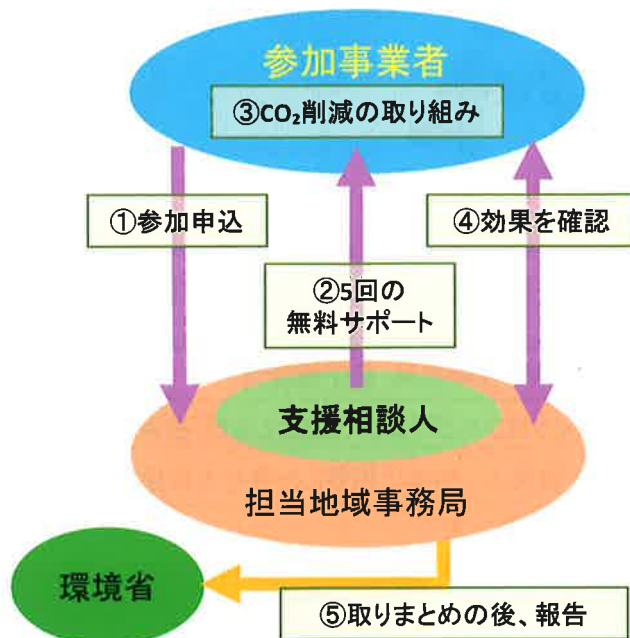 参加事業者
③CO₂削減の取り組み
①参加申込
④効果を確認
②5回の
無料サポート
支援相談人
担当地域事務局
環境省
⑤取りまとめの後、報告